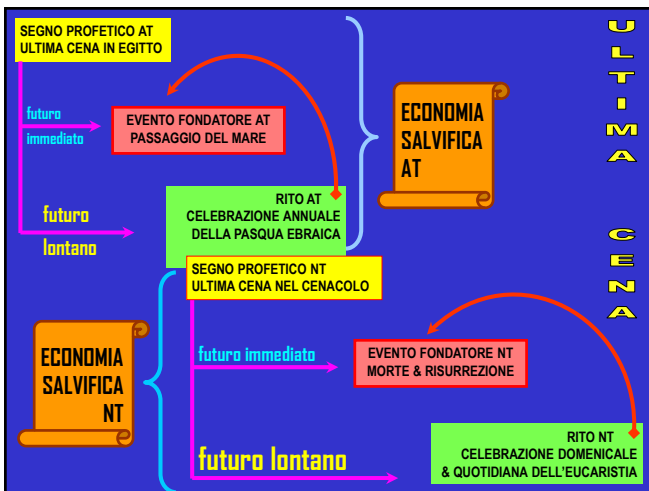 SEGNO PROFETICO AT
ULTIMA CENA IN EGITTO
futuro
immediato
EVENTO FONDATORE AT
PASSAGGIO DEL MARE
ECONOMIA
SALVIFICA
AT
futuro
lontano
RITO AT
CELEBRAZIONE ANNUALE
DELLA PASQUA EBRAICA
SEGNO PROFETICO NT
ULTIMA CENA NEL CENACOLO
ECONOMIA
SALVIFICA
NT
futuro immediato
EVENTO FONDATORE NT
MORTE & RISURREZIONE
futuro lontano
RITO NT
CELEBRAZIONE DOMENICALE
& QUOTIDIANA DELL'EUCARISTIA
ULTIMA CENA